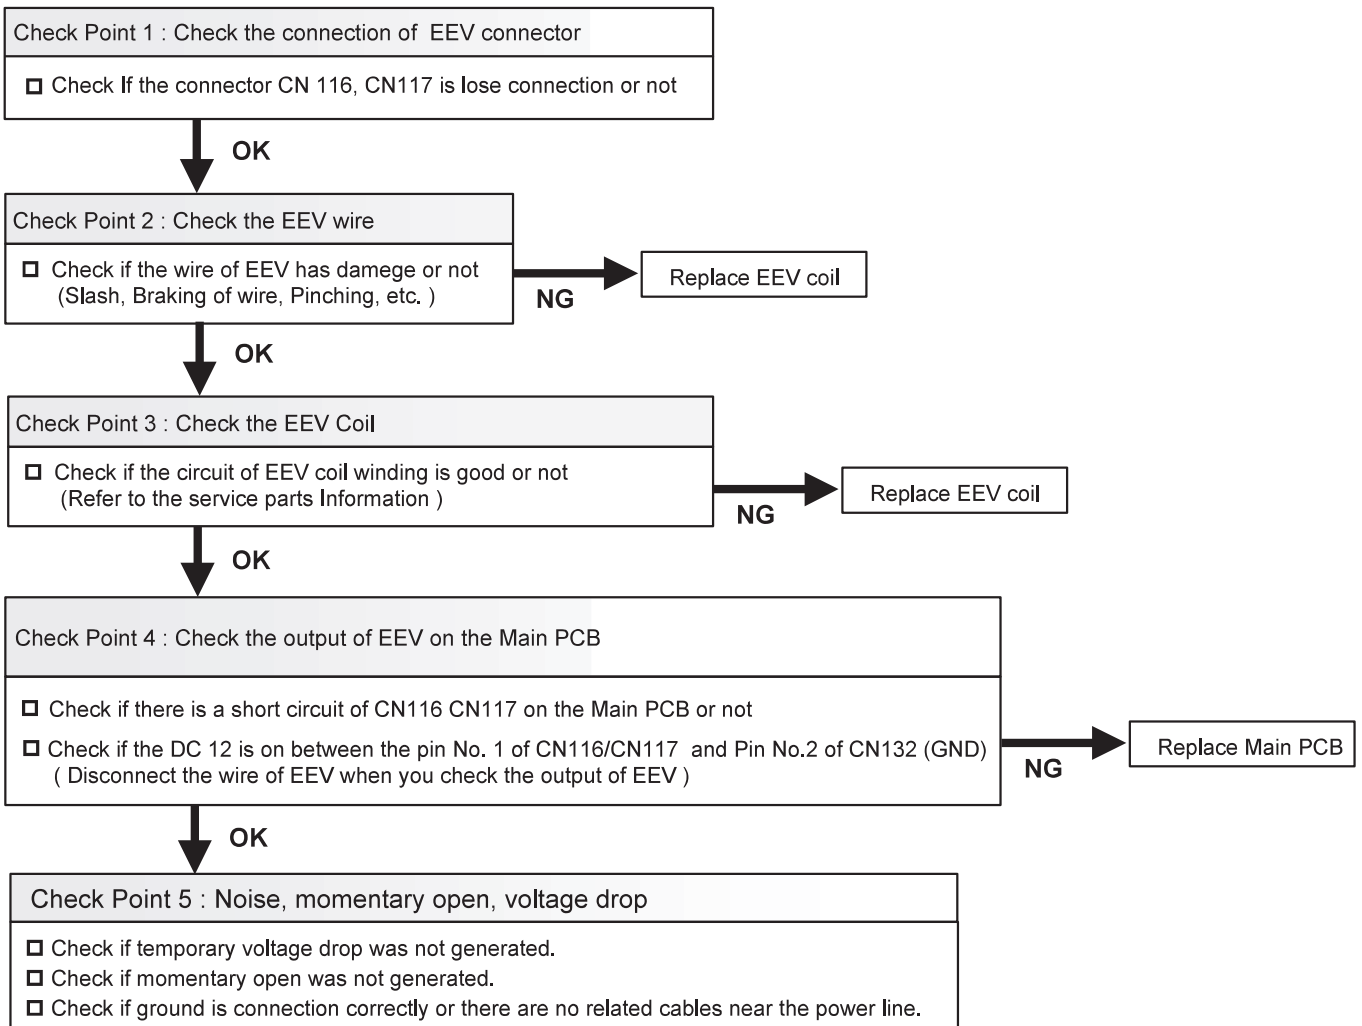 Check Point 1 : Check the connection of EEV connector
Check If the connector CN 116, CN117 is lose connection or not
OK
Check Point 2 : Check the EEV wire
Check if the wire of EEV has damege or not
(Slash, Braking of wire, Pinching, etc. )
NG
Replace EEV coil
OK
Check Point 3 : Check the EEV Coil
Check if the circuit of EEV coil winding is good or not
(Refer to the service parts Information )
NG
Replace EEV coil
OK
Check Point 4 : Check the output of EEV on the Main PCB
Check if there is a short circuit of CN116 CN117 on the Main PCB or not
Check if the DC 12 is on between the pin No. 1 of CN116/CN117 and Pin No.2 of CN132 (GND)
( Disconnect the wire of EEV when you check the output of EEV )
NG
Replace Main PCB
OK
Check Point 5 : Noise, momentary open, voltage drop
Check if temporary voltage drop was not generated.
Check if momentary open was not generated.
Check if ground is connection correctly or there are no related cables near the power line.